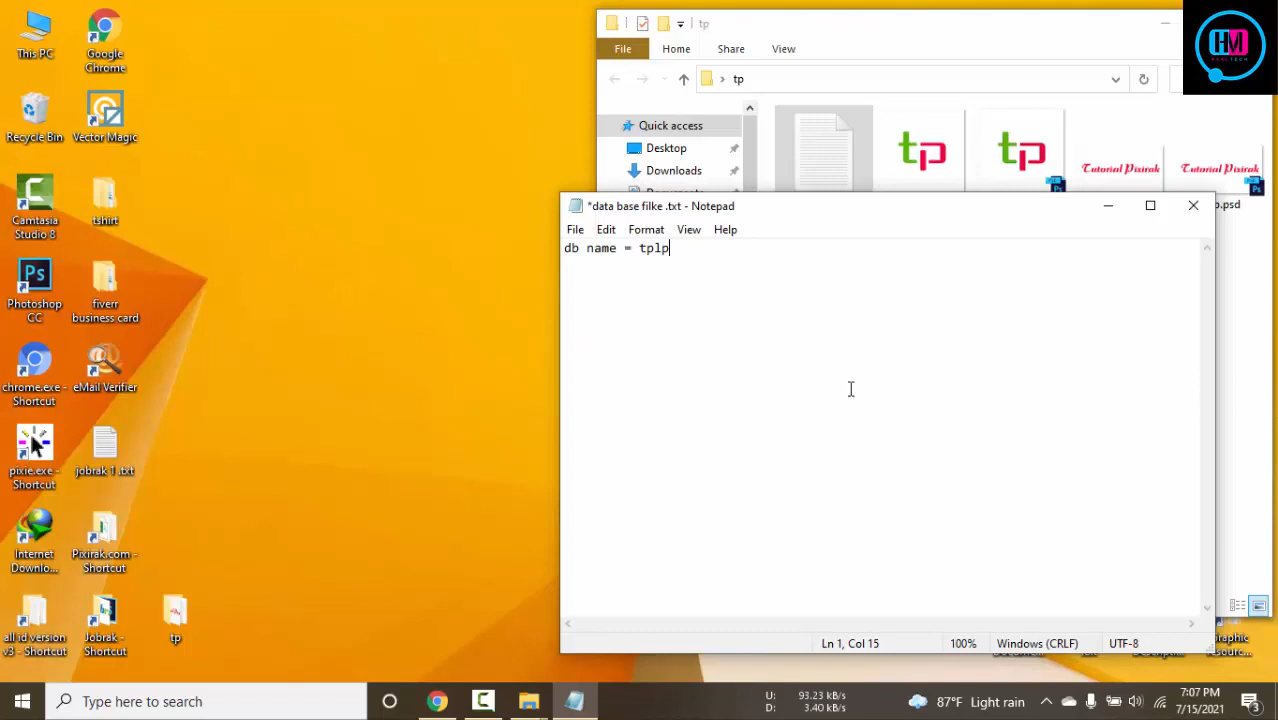 This PC
Google Chrome
Recycle Bin
Vector Magic
Camtasia Studio 8
tshirt
Photoshop CC
fiverr business card
chrome.exe - Shortcut
eMail Verifier
pixie.exe - Shortcut
jobrak 1 .txt
Internet Downlo...
Pixirak.com - Shortcut
all id version v3 - Shortcut
Jobrak - Shortcut
tp
tp
File Home Share View
tp
Quick access
Desktop
Downloads
tp
tp
Tutorial Pixirak
Tutorial Pixirak
.psd
HM
*data base filke .txt - Notepad
File Edit Format View Help
db name = tplp
Ln 1, Col 15 100% Windows (CRLF) UTF-8
Type here to search
U: 93.23 kB/s
D: 3.40 kB/s
87°F Light rain
7:07 PM
7/15/2021
3